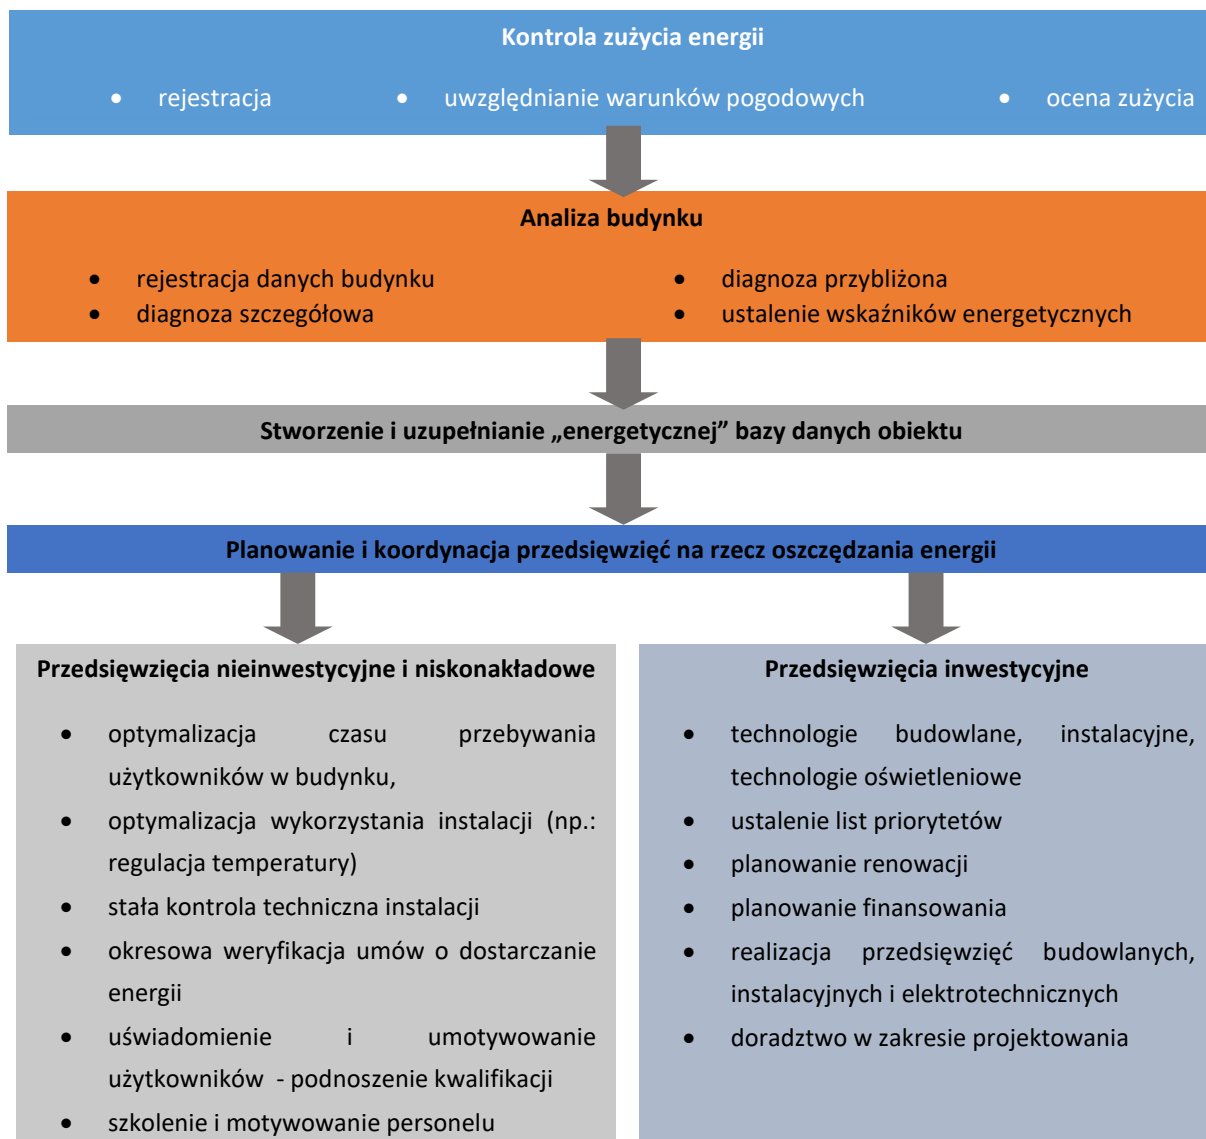 Kontrola zużycia energii
• rejestracja • uwzględnianie warunków pogodowych • ocena zużycia
Analiza budynku
• rejestracja danych budynku • diagnoza przybliżona
• diagnoza szczegółowa • ustalenie wskaźników energetycznych
Stworzenie i uzupełnianie „energetycznej” bazy danych obiektu
Planowanie i koordynacja przedsięwzięć na rzecz oszczędzania energii
Przedsięwzięcia nieinwestycyjne i niskonakładowe
• optymalizacja czasu przebywania
użytkowników w budynku,
• optymalizacja wykorzystania instalacji (np.:
regulacja temperatury)
• stała kontrola techniczna instalacji
• okresowa weryfikacja umów o dostarczanie
energii
• uświadomienie i umotywowanie
użytkowników - podnoszenie kwalifikacji
• szkolenie i motywowanie personelu
Przedsięwzięcia inwestycyjne
• technologie budowlane, instalacyjne,
technologie oświetleniowe
• ustalenie list priorytetów
• planowanie renowacji
• planowanie finansowania
• realizacja przedsięwzięć budowlanych,
instalacyjnych i elektrotechnicznych
• doradztwo w zakresie projektowania